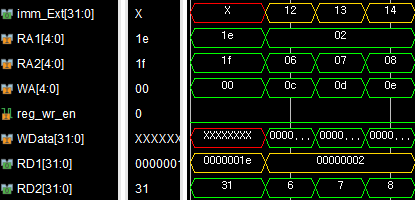 imm_Ext[31:0] X X 12 13 14
RA1[4:0] 1e 1e 02
RA2[4:0] 1f 1f 06 07 08
WA[4:0] 00 00 0c 0d 0e
reg_wr_en 0
WData[31:0] XXXXXX XXXXXXXX 0000... 0000... 0000...
RD1[31:0] 0000001 0000001e 00000002
RD2[31:0] 31 31 6 7 8